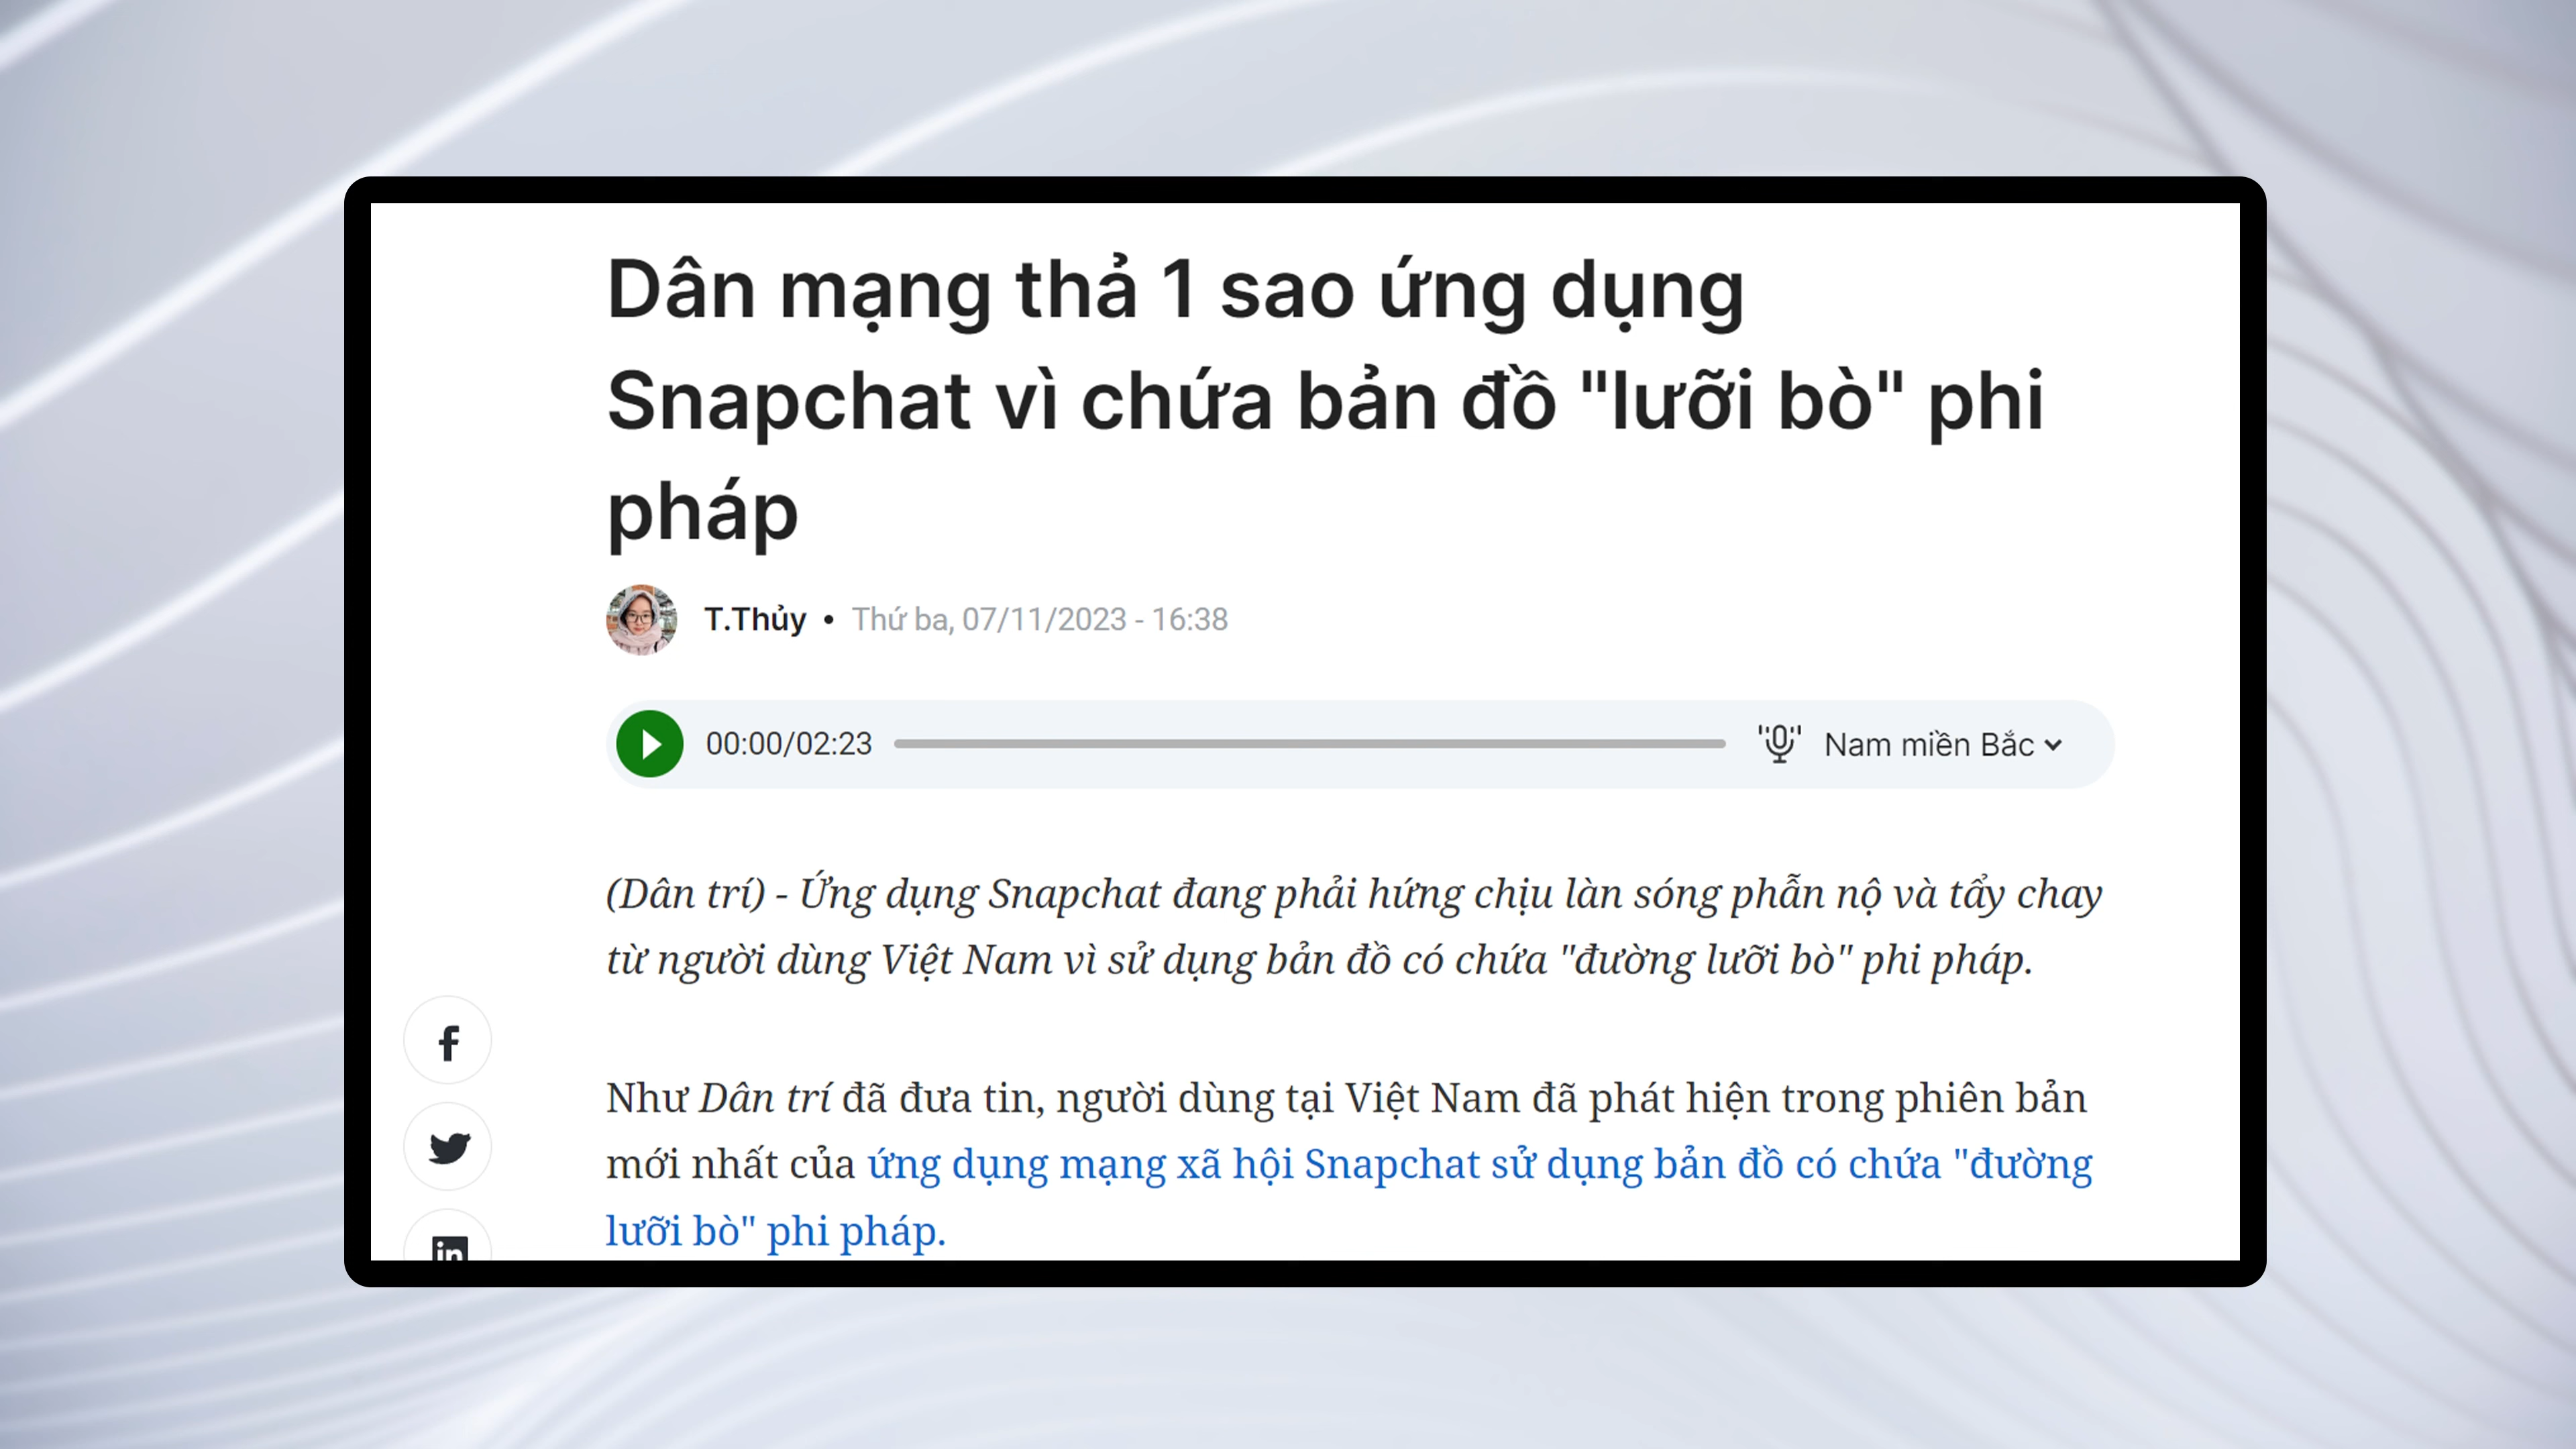 Dân mạng thả 1 sao ứng dụng
Snapchat vì chứa bản đồ "lưỡi bò" phi
pháp
T.Thủy • Thứ ba, 07/11/2023 - 16:38
00:00/02:23 Nam miền Bắc
(Dân trí) - Ứng dụng Snapchat đang phải hứng chịu làn sóng phẫn nộ và tẩy chay
từ người dùng Việt Nam vì sử dụng bản đồ có chứa "đường lưỡi bò" phi pháp.
Như Dân trí đã đưa tin, người dùng tại Việt Nam đã phát hiện trong phiên bản
mới nhất của ứng dụng mạng xã hội Snapchat sử dụng bản đồ có chứa "đường
lưỡi bò" phi pháp.